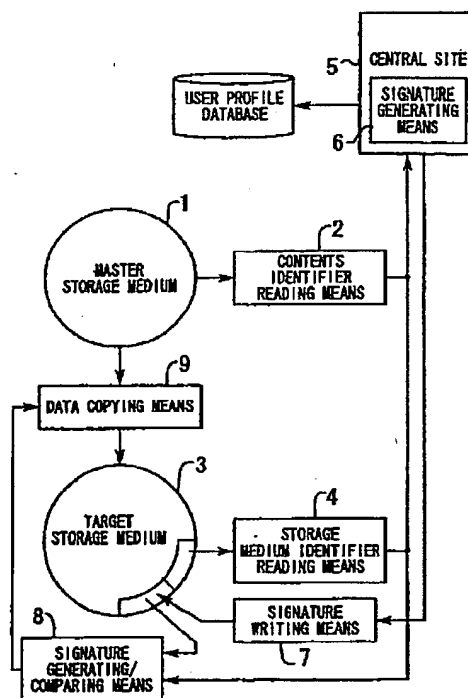 5
CENTRAL SITE
SIGNATURE
GENERATING
MEANS
6
USER PROFILE
DATABASE
1
MASTER
STORAGE MEDIUM
2
CONTENTS
IDENTIFIER
READING MEANS
9
DATA COPYING MEANS
3
TARGET
STORAGE MEDIUM
4
STORAGE
MEDIUM IDENTIFIER
READING MEANS
SIGNATURE
WRITING MEANS
7
8
SIGNATURE
GENERATING/
COMPARING MEANS